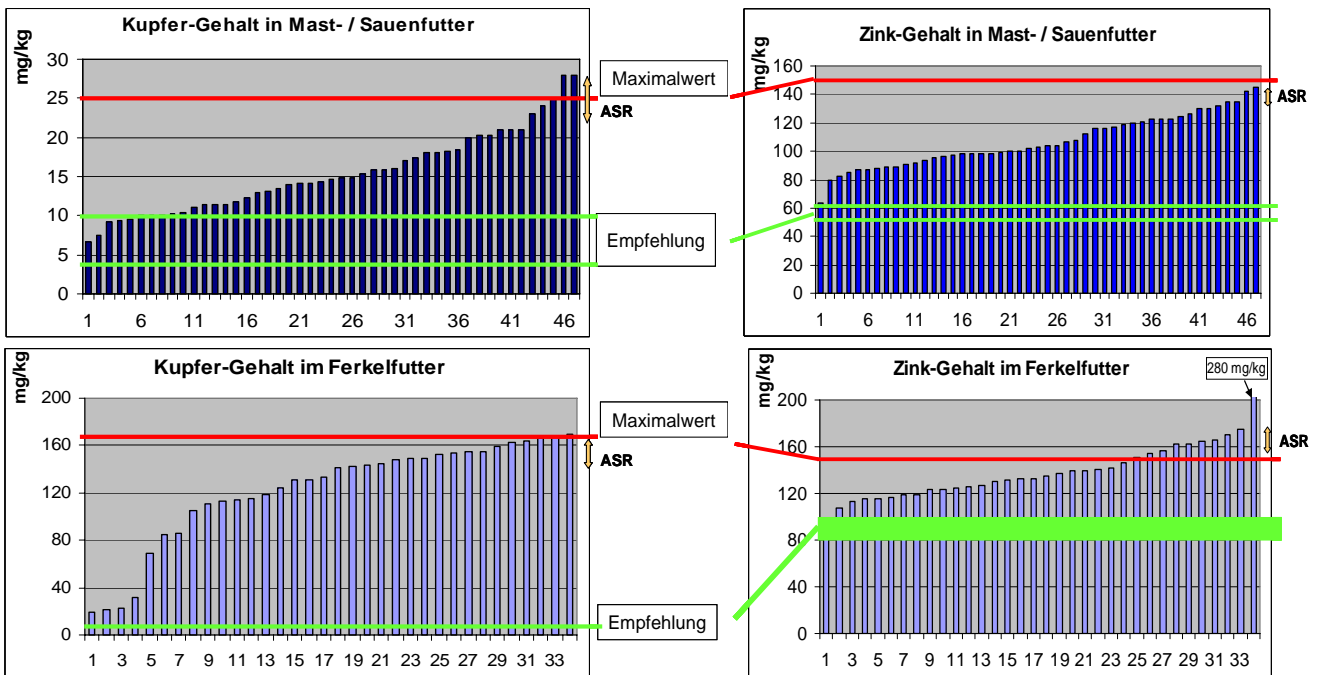 Kupfer-Gehalt in Mast- / Sauenfutter
mg/kg
30
25
20
15
10
5
0
1 6 11 16 21 26 31 36 41 46
ASR
Maximalwert
Empfehlung
Zink-Gehalt in Mast- / Sauenfutter
mg/kg
160
140
120
100
80
60
40
20
0
1 6 11 16 21 26 31 36 41 46
ASR
Kupfer-Gehalt im Ferkelfutter
mg/kg
200
160
120
80
40
0
1 3 5 7 9 11 13 15 17 19 21 23 25 27 29 31 33
ASR
Maximalwert
Empfehlung
Zink-Gehalt im Ferkelfutter
mg/kg
280 mg/kg
200
160
120
80
40
0
1 3 5 7 9 11 13 15 17 19 21 23 25 27 29 31 33
ASR